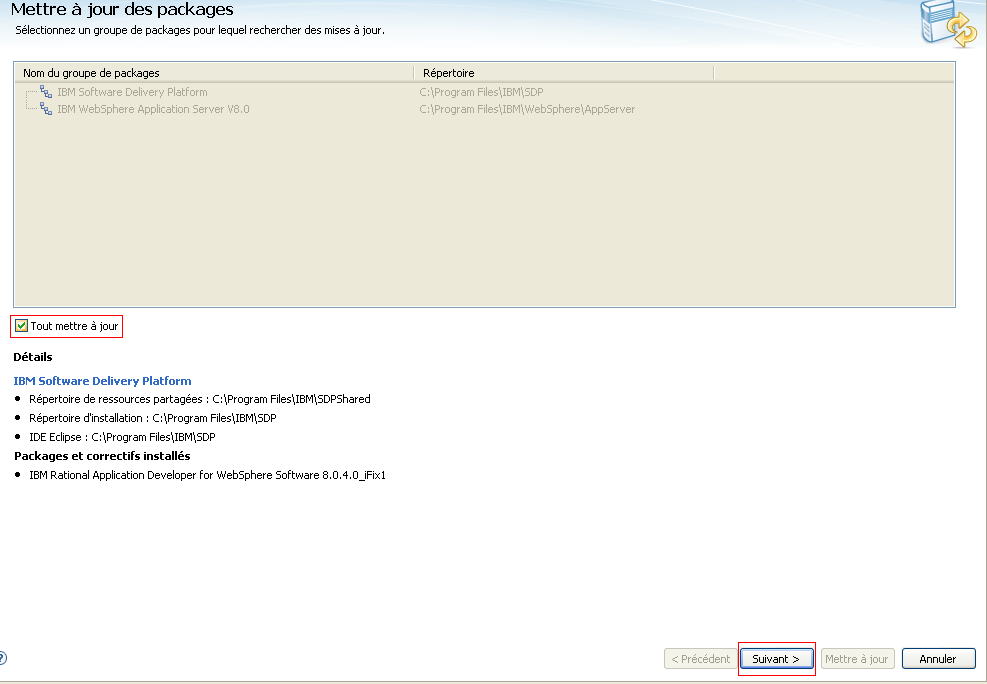 Mettre à jour des packages
Sélectionnez un groupe de packages pour lequel rechercher des mises à jour.
Nom du groupe de packages Répertoire
IBM Software Delivery Platform C:\Program Files\IBM\SDP
IBM WebSphere Application Server V8.0 C:\Program Files\IBM\WebSphere\AppServer
Tout mettre à jour
Détails
IBM Software Delivery Platform
• Répertoire de ressources partagées : C:\Program Files\IBM\SDPShared
• Répertoire d'installation : C:\Program Files\IBM\SDP
• IDE Eclipse : C:\Program Files\IBM\SDP
Packages et correctifs installés
• IBM Rational Application Developer for WebSphere Software 8.0.4.0_iFix1
? < Précédent Suivant > Mettre à jour Annuler